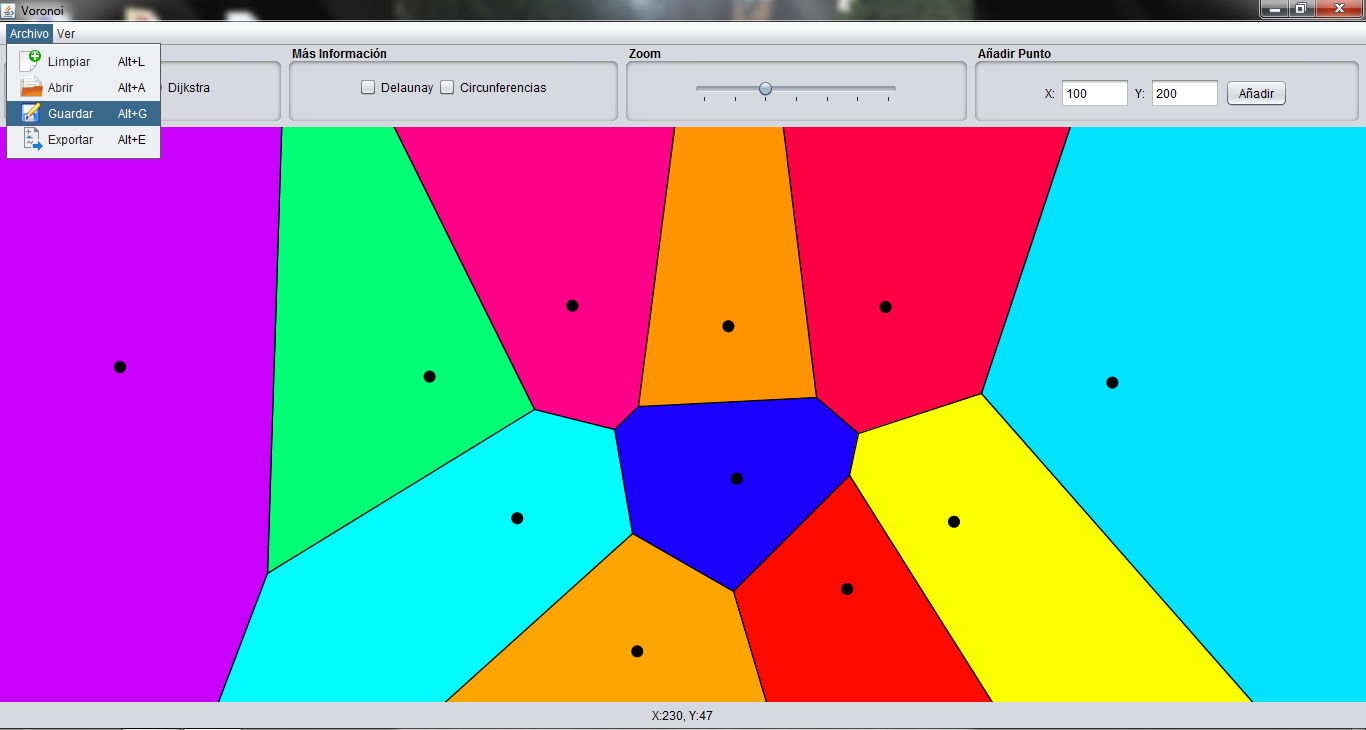 Voronoi
Archivo Ver
Limpiar Alt+L
Abrir Alt+A
Guardar Alt+G
Exportar Alt+E
Dijkstra
Más Información
Delaunay Circunferencias
Zoom
Añadir Punto
X: 100 Y: 200 Añadir
X:230, Y:47